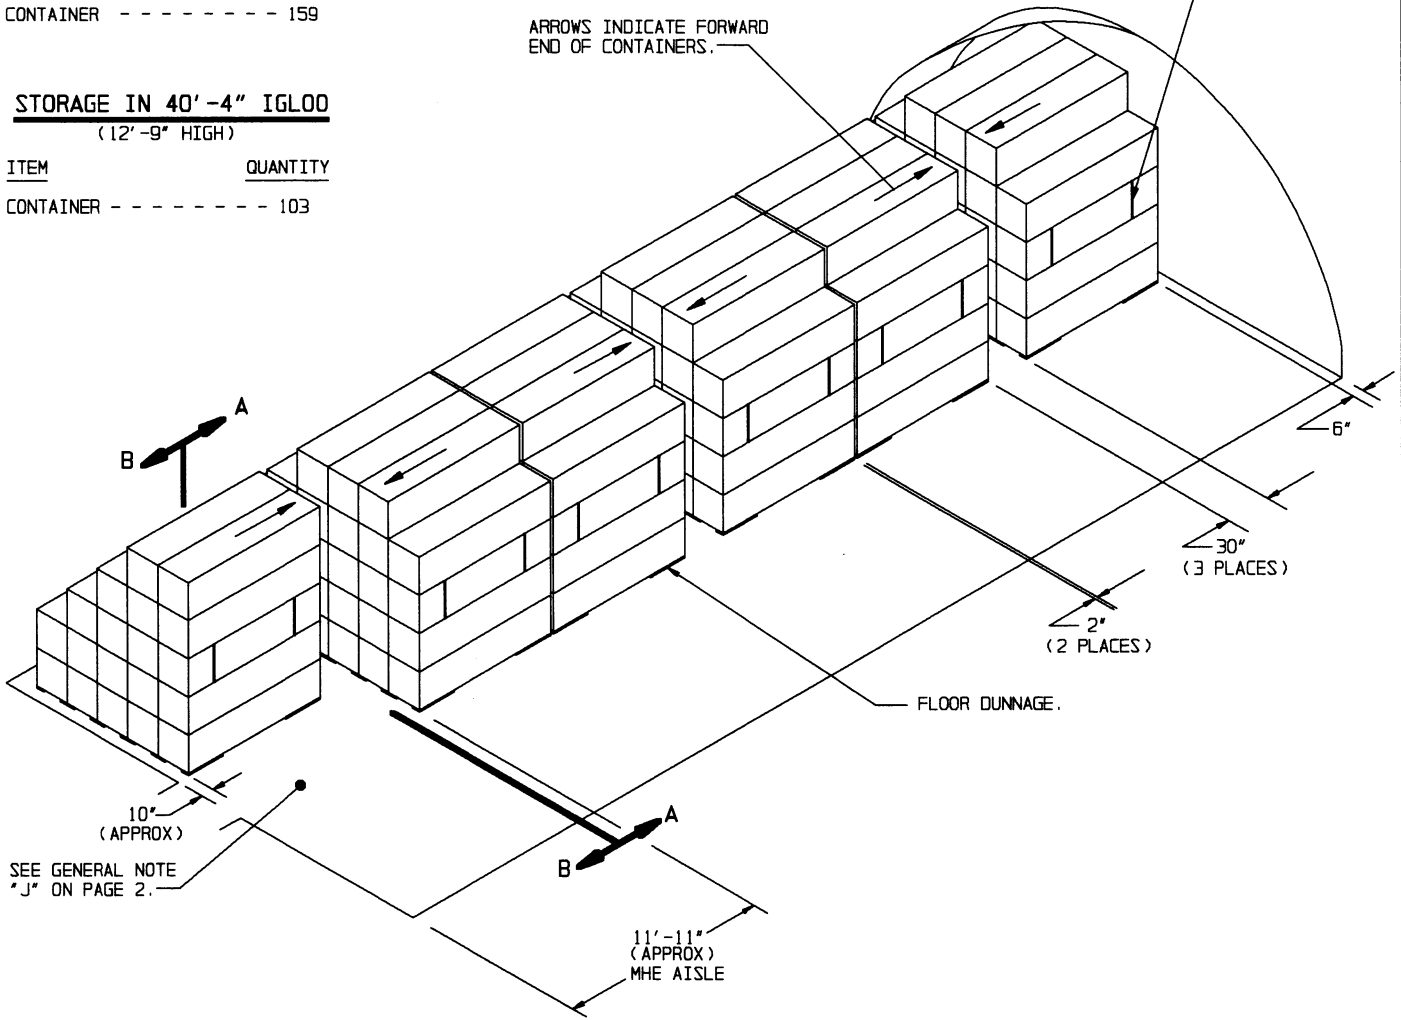 CONTAINER - - - - - - - - 159
STORAGE IN 40'-4" IGLOO
(12'-9" HIGH)
ITEM QUANTITY
CONTAINER - - - - - - - - 103
ARROWS INDICATE FORWARD
END OF CONTAINERS.
A
B
6"
30"
(3 PLACES)
2"
(2 PLACES)
FLOOR DUNNAGE.
10"
(APPROX)
SEE GENERAL NOTE
"J" ON PAGE 2.
A
B
11'-11"
(APPROX)
MHE AISLE